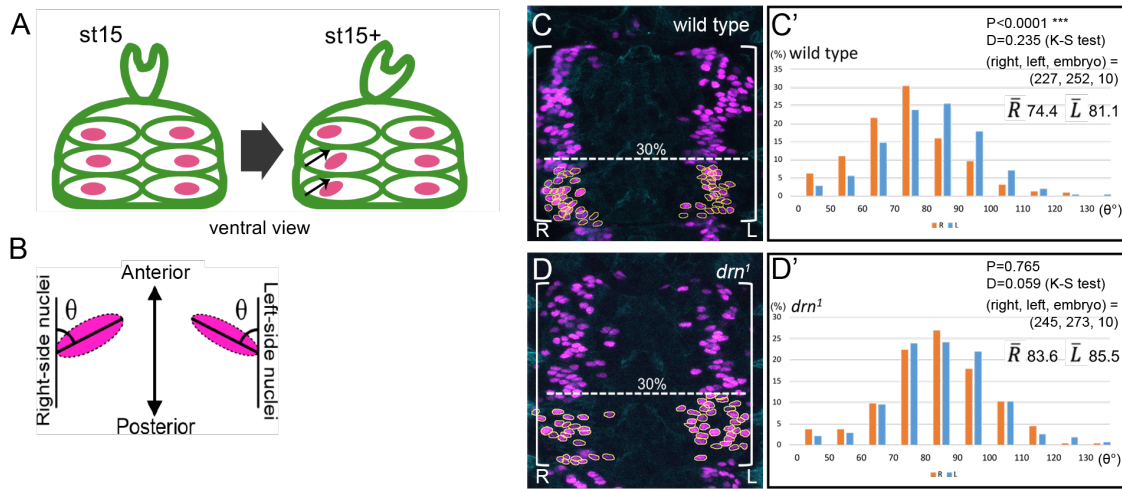 A
st15
st15+
ventral view
B
Anterior
θ
θ
Right-side nuclei
Left-side nuclei
Posterior
C
wild type
30%
R
L
C’
P<0.0001 ***
D=0.235 (K-S test)
(right, left, embryo) =
(227, 252, 10)
(%) wild type
R̅ 74.4 L̅ 81.1
35
30
25
20
15
10
5
0
0 50 60 70 80 90 100 110 120 130 (θ°)
R L
D
drn¹
30%
R
L
D’
P=0.765
D=0.059 (K-S test)
(right, left, embryo) =
(245, 273, 10)
(%) drn¹
R̅ 83.6 L̅ 85.5
30
25
20
15
10
5
0
0 50 60 70 80 90 100 110 120 130 (θ°)
R L